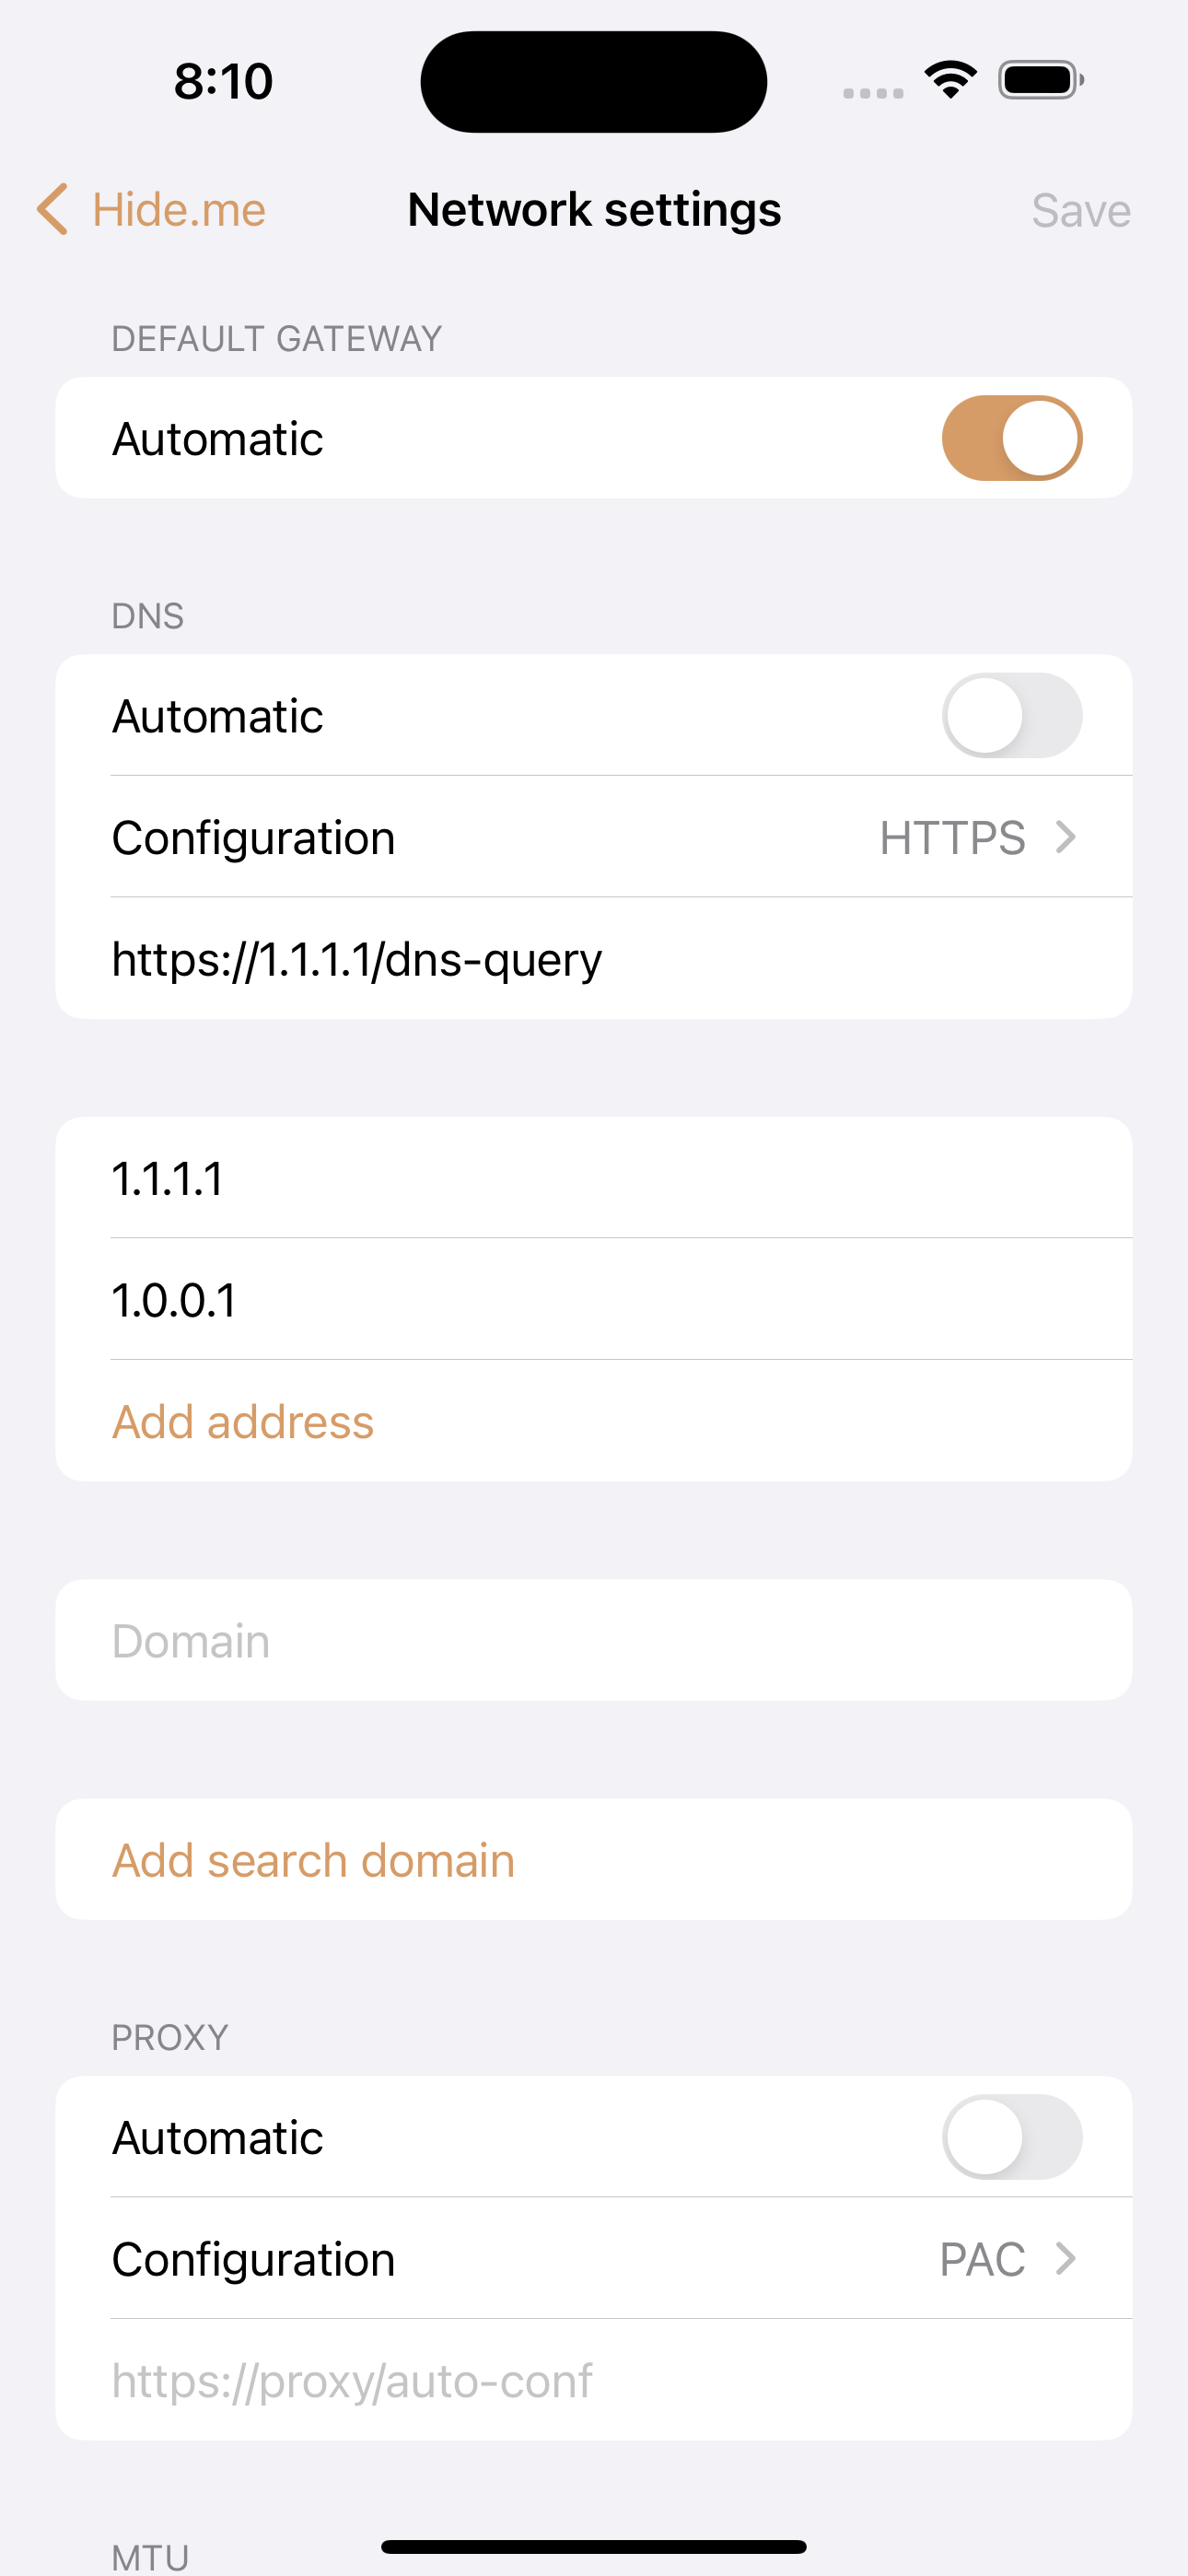 8:10
Hide.me
Network settings
Save
DEFAULT GATEWAY
Automatic
DNS
Automatic
Configuration
HTTPS
https://1.1.1.1/dns-query
1.1.1.1
1.0.0.1
Add address
Domain
Add search domain
PROXY
Automatic
Configuration
PAC
https://proxy/auto-conf
MTU